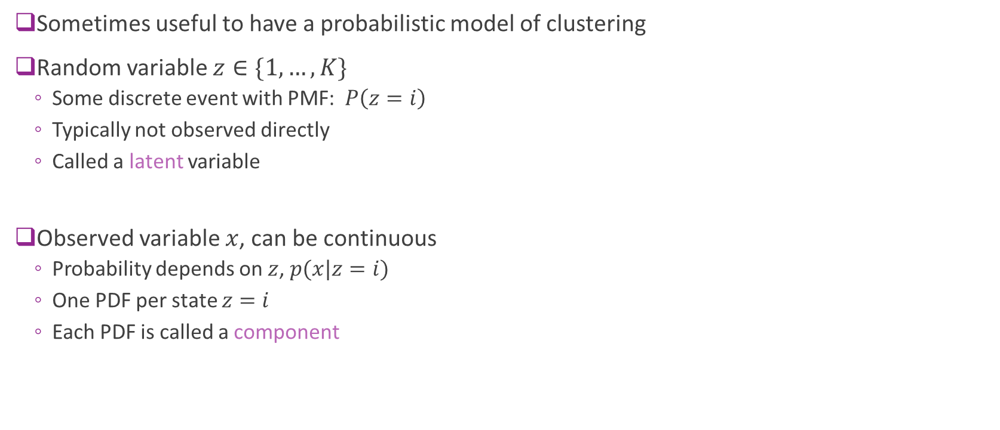 ❑Sometimes useful to have a probabilistic model of clustering
❑Random variable 𝑧 ∈ {1, … , 𝐾}
◦ Some discrete event with PMF: 𝑃(𝑧 = 𝑖)
◦ Typically not observed directly
◦ Called a latent variable
❑Observed variable 𝑥, can be continuous
◦ Probability depends on 𝑧, 𝑝(𝑥|𝑧 = 𝑖)
◦ One PDF per state 𝑧 = 𝑖
◦ Each PDF is called a component